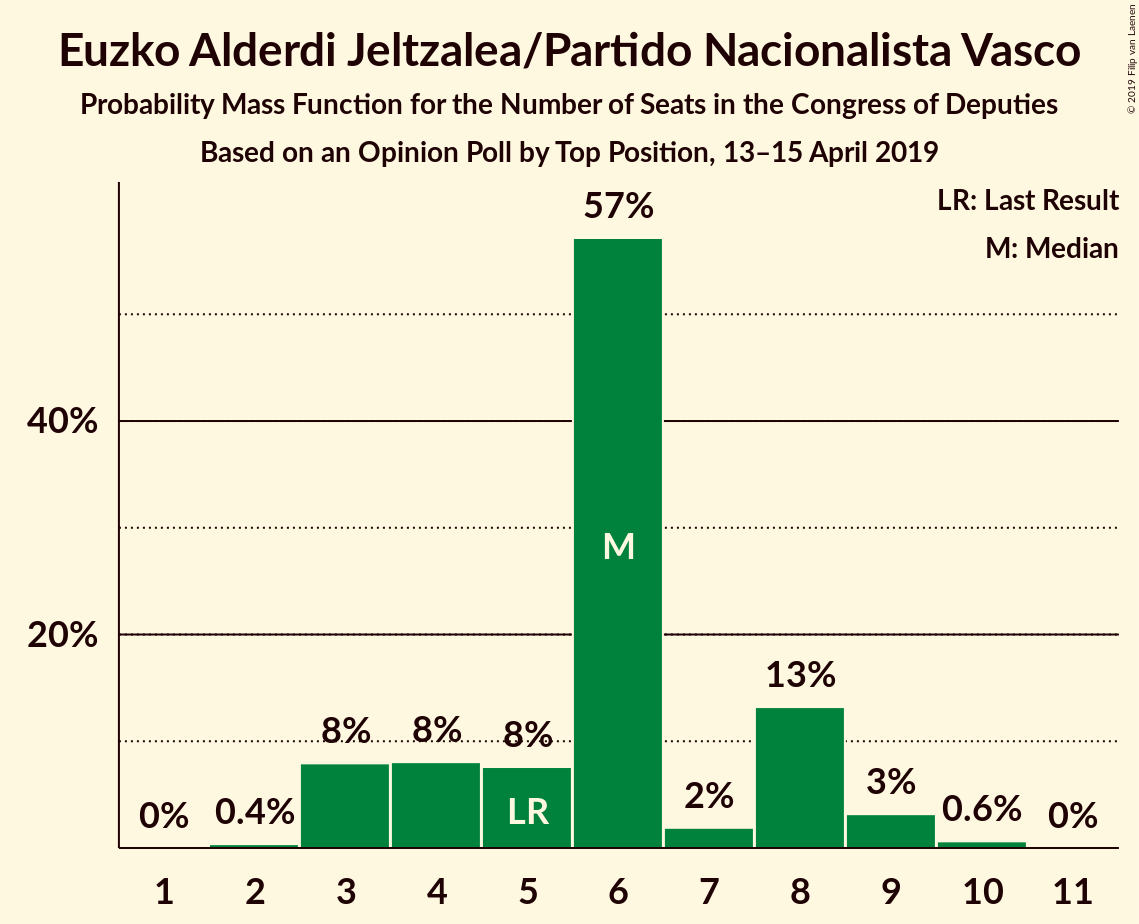 Euzko Alderdi Jeltzalea/Partido Nacionalista Vasco
Probability Mass Function for the Number of Seats in the Congress of Deputies
Based on an Opinion Poll by Top Position, 13–15 April 2019
© 2019 Filip van Laenen
LR: Last Result
M: Median
57%
40%
M
20%
13%
8%
8%
8%
3%
2%
0.6%
0.4%
0%
0%
LR
1 2 3 4 5 6 7 8 9 10 11